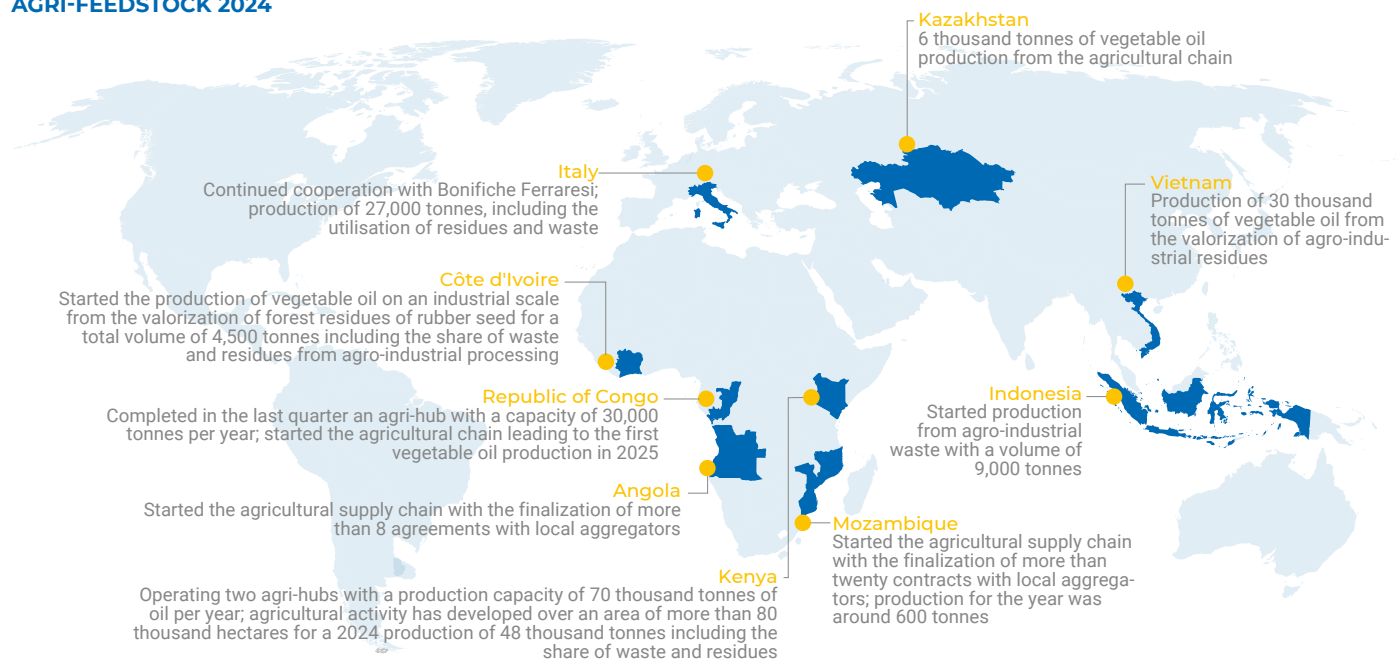 AGRI-FEEDSTOCK 2024
Kazakhstan
6 thousand tonnes of vegetable oil
production from the agricultural chain
Italy
Continued cooperation with Bonifiche Ferraresi;
production of 27,000 tonnes, including the
utilisation of residues and waste
Vietnam
Production of 30 thousand
tonnes of vegetable oil from
the valorization of agro-indu-
strial residues
Côte d'Ivoire
Started the production of vegetable oil on an industrial scale
from the valorization of forest residues of rubber seed for a
total volume of 4,500 tonnes including the share of waste
and residues from agro-industrial processing
Republic of Congo
Completed in the last quarter an agri-hub with a capacity of 30,000
tonnes per year; started the agricultural chain leading to the first
vegetable oil production in 2025
Indonesia
Started production
from agro-industrial
waste with a volume of
9,000 tonnes
Angola
Started the agricultural supply chain with the finalization of more
than 8 agreements with local aggregators
Mozambique
Started the agricultural supply chain
with the finalization of more than
twenty contracts with local aggrega-
tors; production for the year was
around 600 tonnes
Kenya
Operating two agri-hubs with a production capacity of 70 thousand tonnes of
oil per year; agricultural activity has developed over an area of more than 80
thousand hectares for a 2024 production of 48 thousand tonnes including the
share of waste and residues